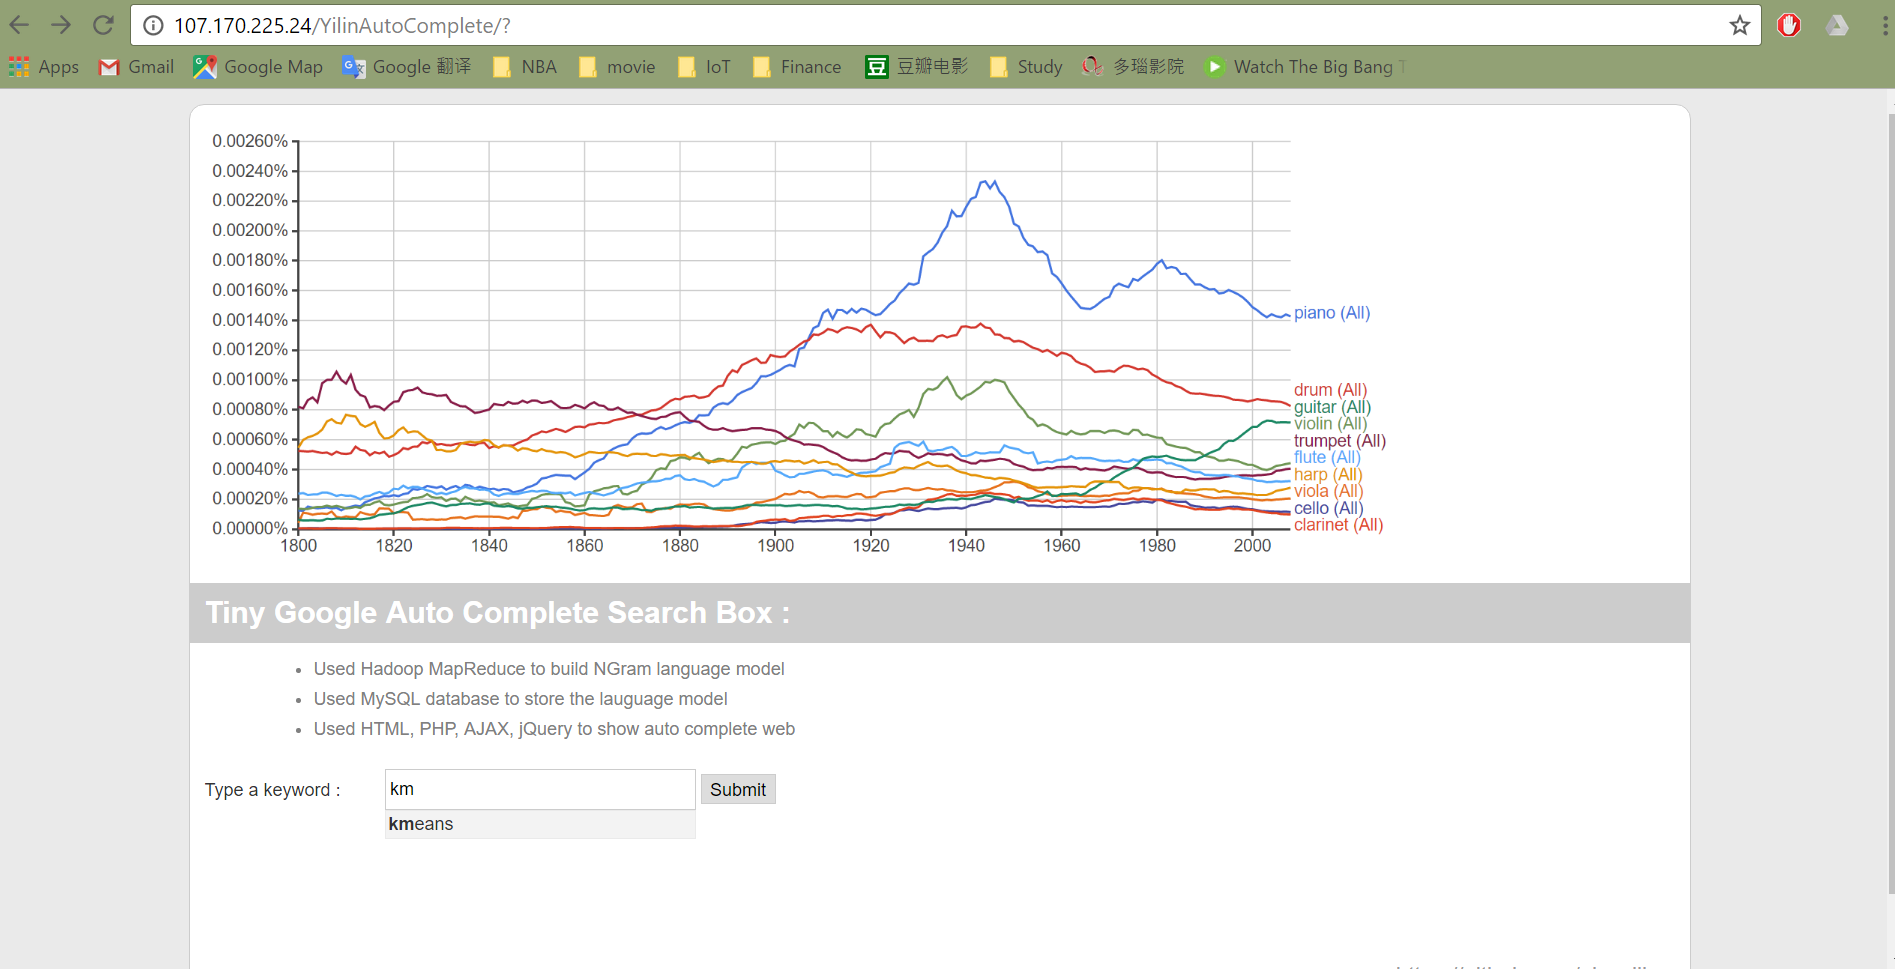 107.170.225.24/YilinAutoComplete/?
Apps Gmail Google Map Google 翻译 NBA movie IoT Finance 豆 豆瓣电影 Study 多瑙影院 Watch The Big Bang T
0.00260%
0.00240%
0.00220%
0.00200%
0.00180%
0.00160%
0.00140%
0.00120%
0.00100%
0.00080%
0.00060%
0.00040%
0.00020%
0.00000%
1800 1820 1840 1860 1880 1900 1920 1940 1960 1980 2000
piano (All)
drum (All)
guitar (All)
violin (All)
trumpet (All)
flute (All)
harp (All)
viola (All)
cello (All)
clarinet (All)
Tiny Google Auto Complete Search Box :
Used Hadoop MapReduce to build NGram language model
Used MySQL database to store the lauguage model
Used HTML, PHP, AJAX, jQuery to show auto complete web
Type a keyword : km Submit
kmeans